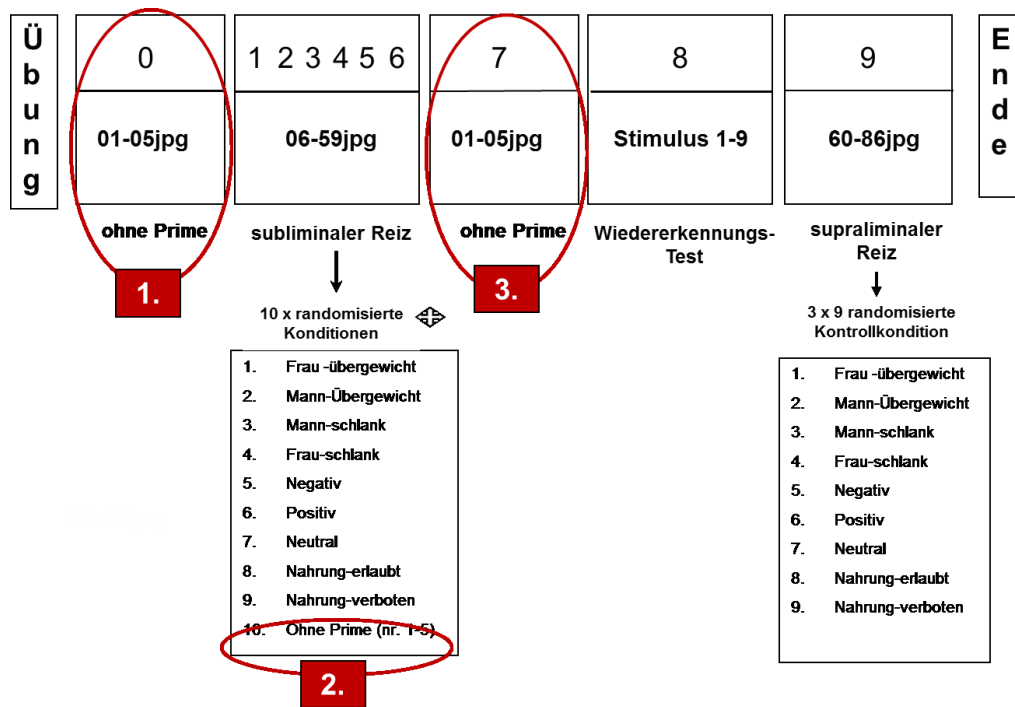 Übung
0
01-05jpg
ohne Prime
1.
1 2 3 4 5 6
06-59jpg
subliminaler Reiz
10 x randomisierte
Konditionen
1. Frau -übergewicht
2. Mann-Übergewicht
3. Mann-schlank
4. Frau-schlank
5. Negativ
6. Positiv
7. Neutral
8. Nahrung-erlaubt
9. Nahrung-verboten
10. Ohne Prime (nr. 1-5)
2.
7
01-05jpg
ohne Prime
3.
8
Stimulus 1-9
Wiedererkennungs-
Test
9
60-86jpg
supraliminaler
Reiz
3 x 9 randomisierte
Kontrollkondition
1. Frau -übergewicht
2. Mann-Übergewicht
3. Mann-schlank
4. Frau-schlank
5. Negativ
6. Positiv
7. Neutral
8. Nahrung-erlaubt
9. Nahrung-verboten
Ende